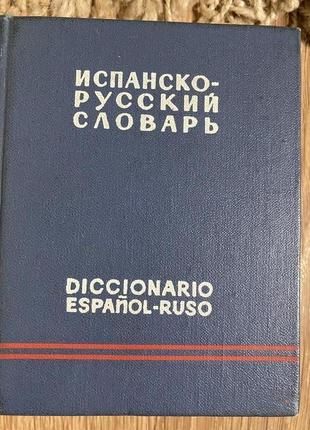 ИСПАНСКО-
РУССКИЙ
СЛОВАРЬ
DICCIONARIO
ESPAÑOL-RUSO